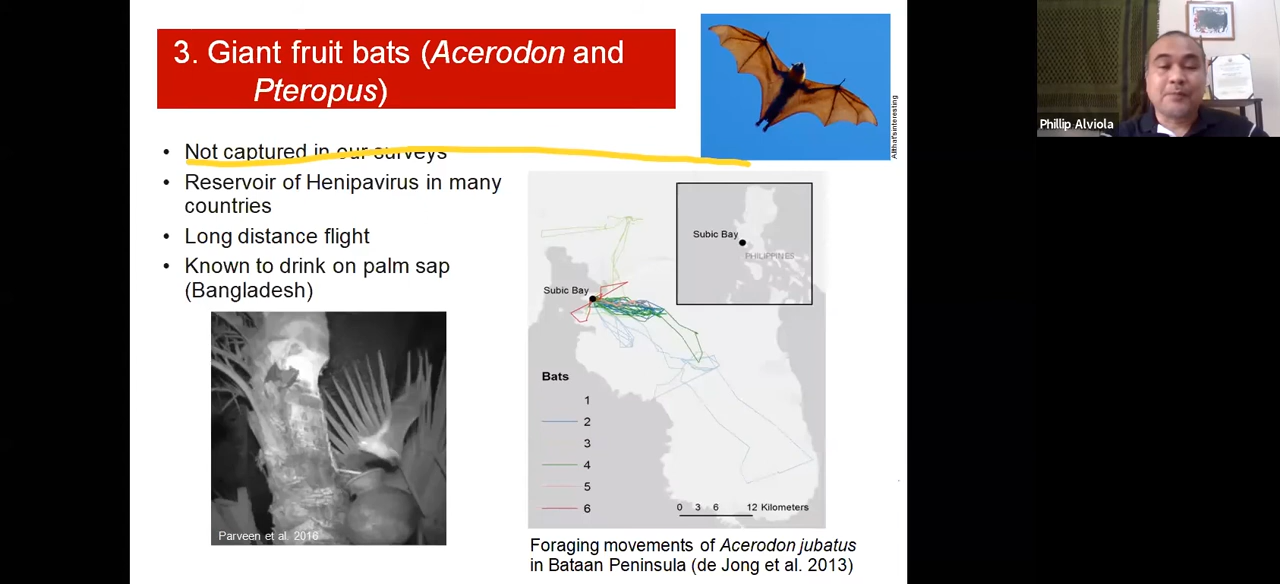 3. Giant fruit bats (Acerodon and
Pteropus)
• Not captured in our surveys
• Reservoir of Henipavirus in many
countries
• Long distance flight
• Known to drink on palm sap
(Bangladesh)
Parveen et al. 2016
Allthatsinteresting
Subic Bay
PHILIPPINES
Subic Bay
Bats
1
2
3
4
5
6
0 3 6 12 Kilometers
Foraging movements of Acerodon jubatus
in Bataan Peninsula (de Jong et al. 2013)
Phillip Alviola